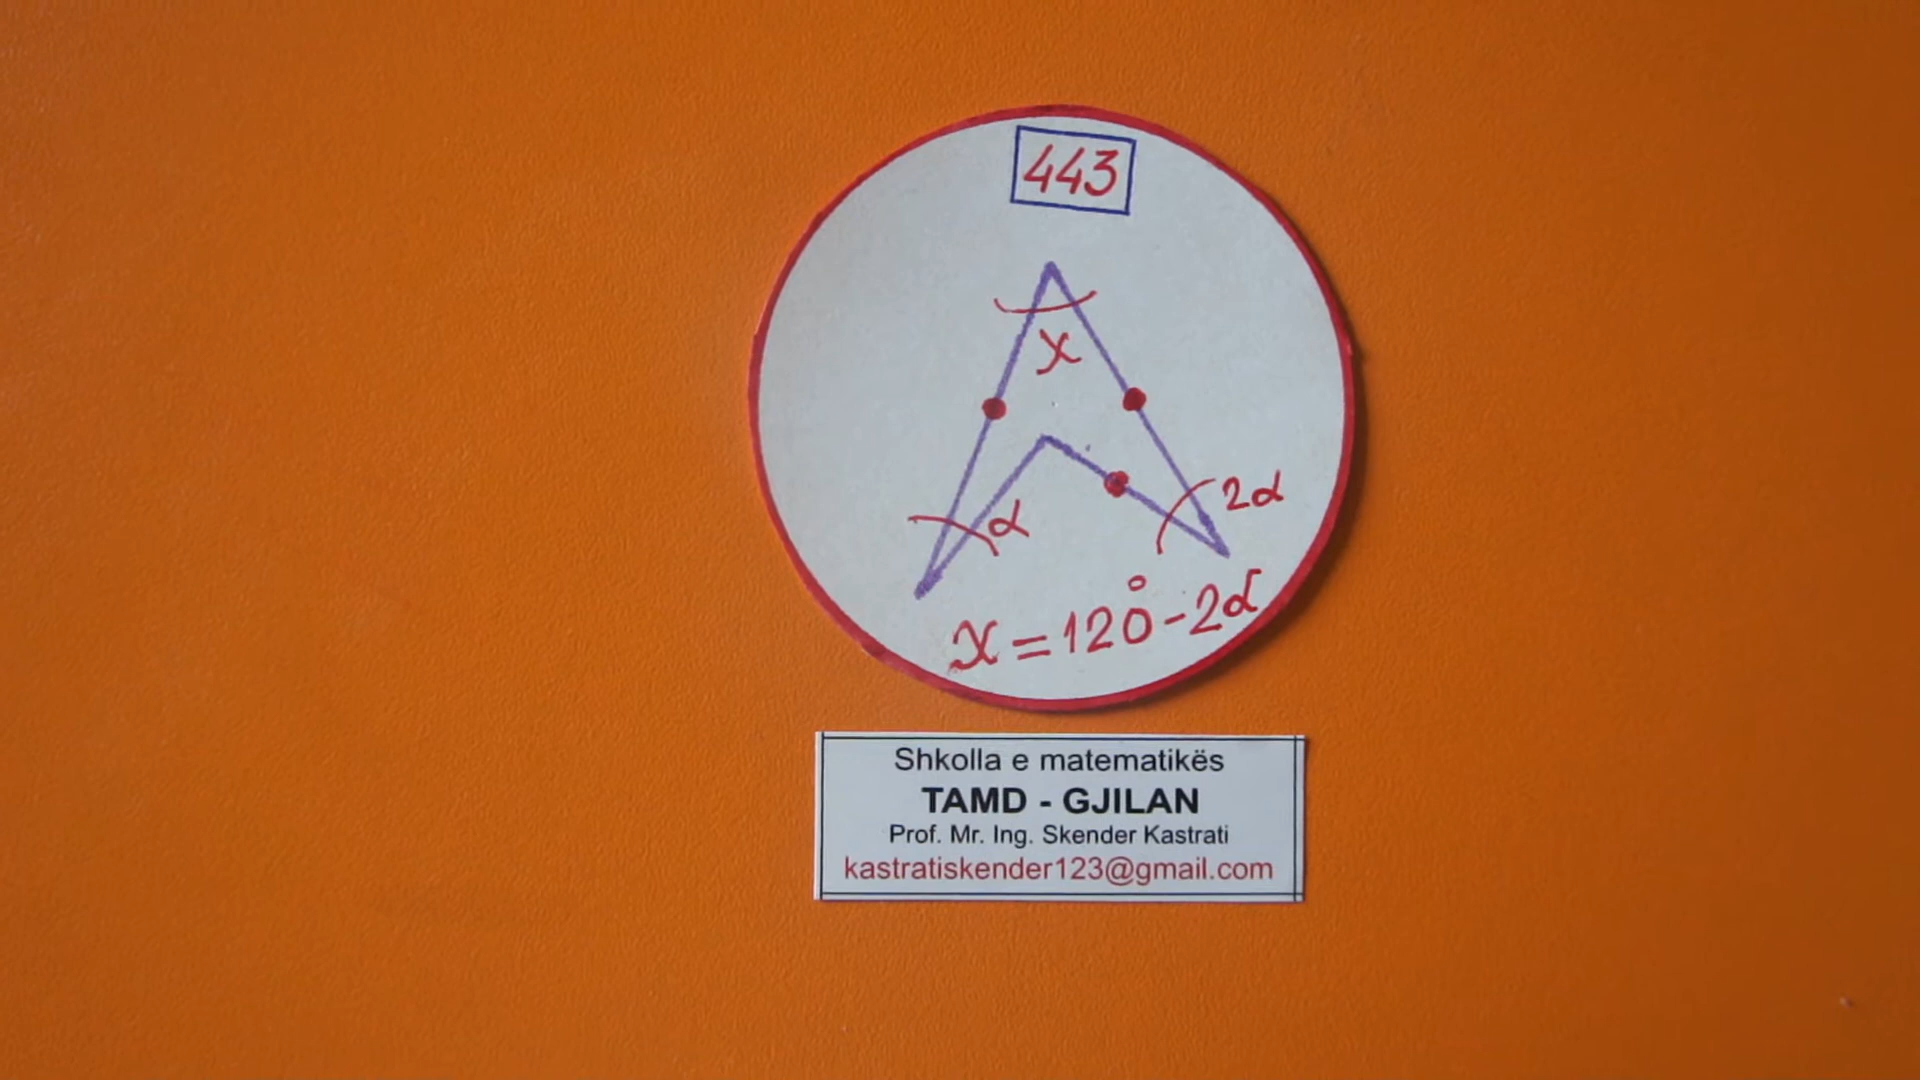 443
x
α
2α
x = 120° - 2α
Shkolla e matematikës
TAMD - GJILAN
Prof. Mr. Ing. Skender Kastrati
kastratiskender123@gmail.com